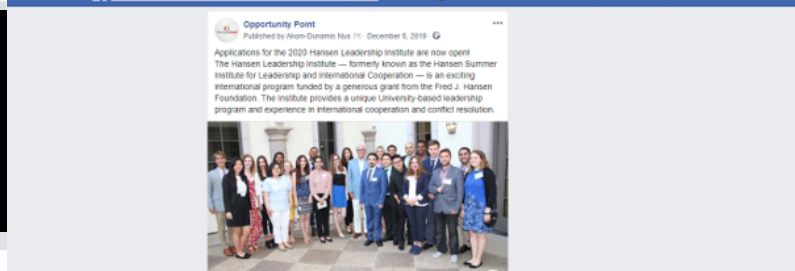 Opportunity Point
Published by Akom-Dunamis Nya · December 8, 2019 ·
Applications for the 2020 Hansen Leadership Institute are now open!
The Hansen Leadership Institute — formerly known as the Hansen Summer
Institute for Leadership and International Cooperation — is an exciting
international program funded by a generous grant from the Fred J. Hansen
Foundation. The Institute provides a unique University-based leadership
program and experience in international cooperation and conflict resolution.